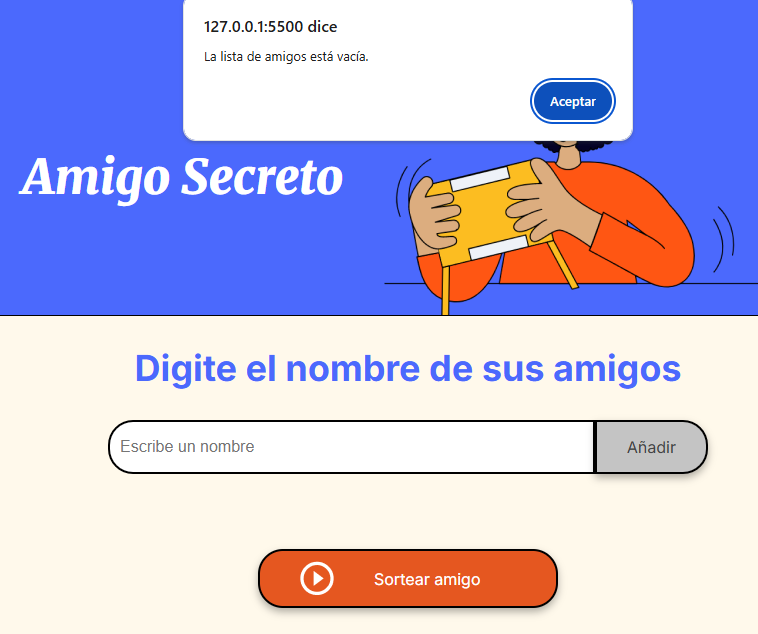 127.0.0.1:5500 dice
La lista de amigos está vacía.
Aceptar
Amigo Secreto
Digite el nombre de sus amigos
Escribe un nombre
Añadir
Sortear amigo